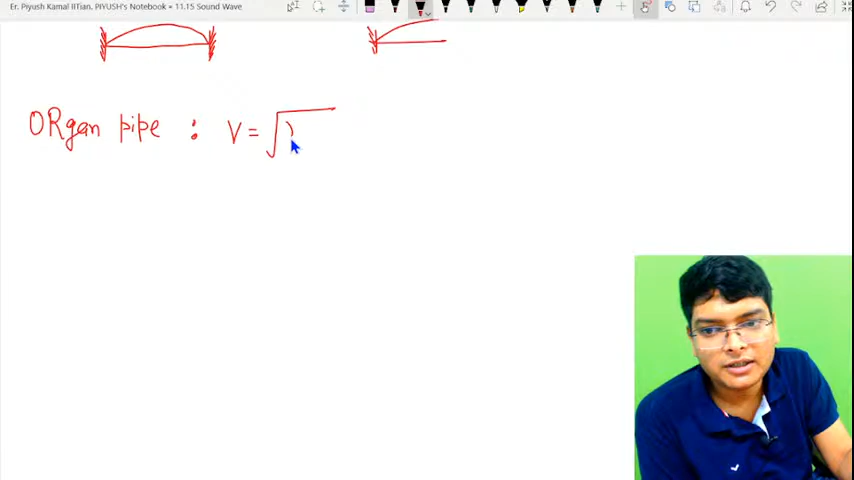 Er. Piyush Kamal IITian. PIYUSH's Notebook = 11.15 Sound Wave
ORgan pipe : V = √